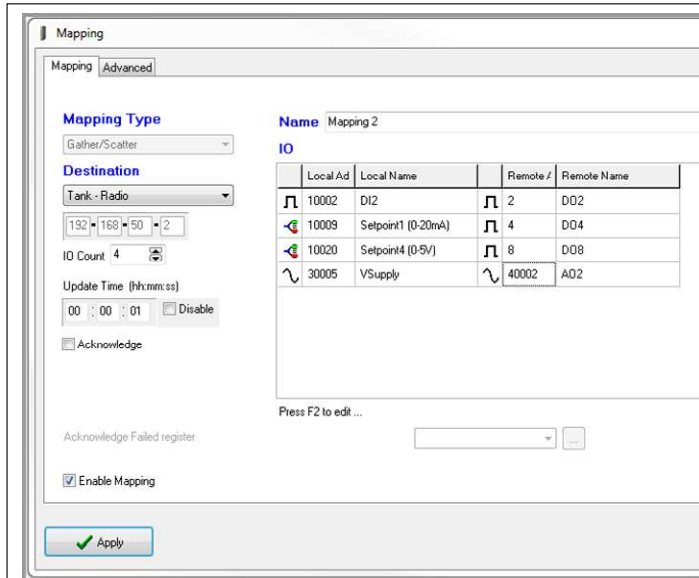 Mapping
Mapping Advanced
Mapping Type
Gather/Scatter
Destination
Tank - Radio
192 168 50 2
IO Count 4
Update Time (hh:mm:ss)
00 : 00 : 01 Disable
Acknowledge
Acknowledge Failed register
Enable Mapping
Apply
Name Mapping 2
IO
Local Ad Local Name Remote A Remote Name
10002 DI2 2 DO2
10009 Setpoint1 (0-20mA) 4 DO4
10020 Setpoint4 (0-5V) 8 DO8
30005 VSupply 40002 AO2
Press F2 to edit ...
...